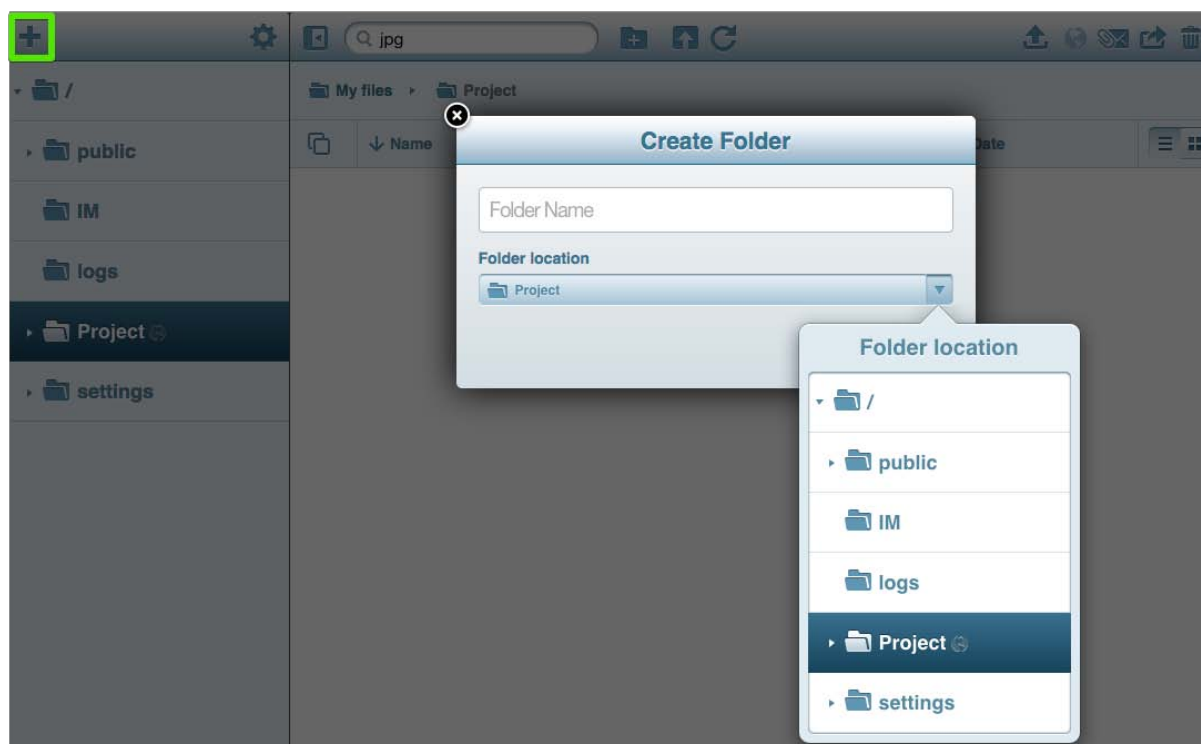 jpg
/
My files
Project
public
Name
Date
IM
logs
Project
settings
Create Folder
Folder Name
Folder location
Project
Folder location
/
public
IM
logs
Project
settings